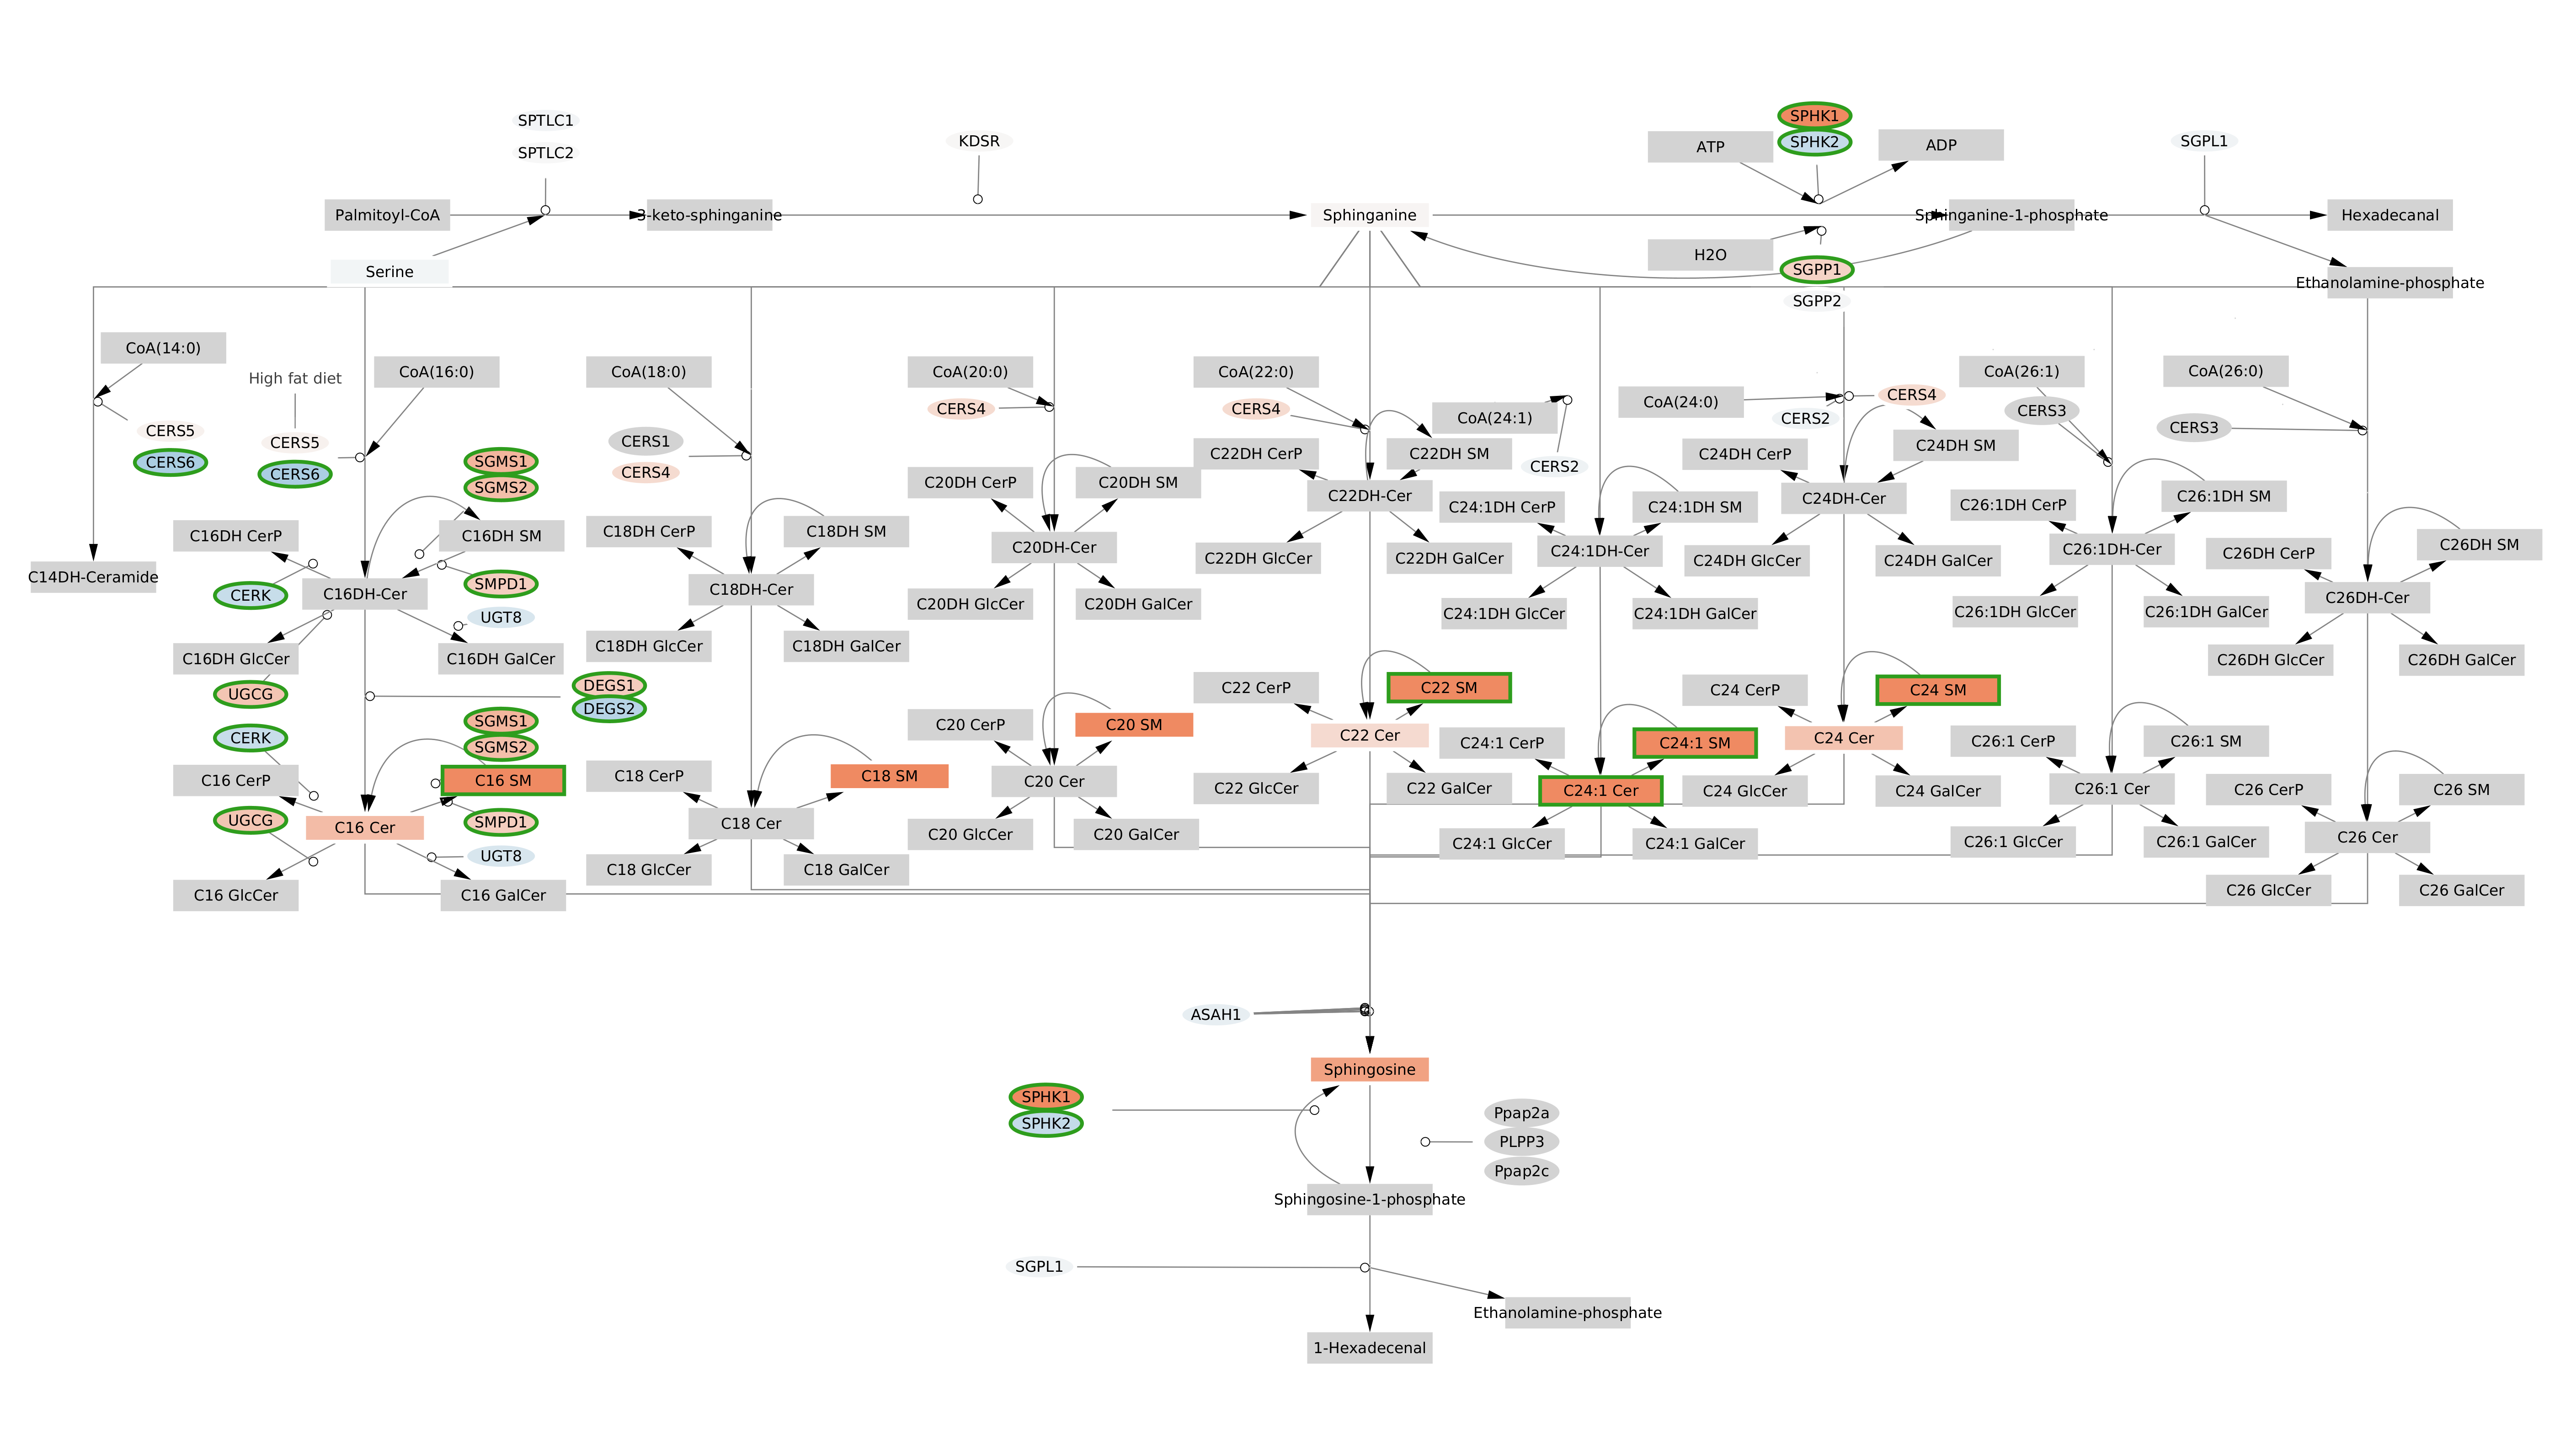 SPTLC1
SPTLC2
KDSR
SPHK1
SPHK2
ATP
ADP
SGPL1
Palmitoyl-CoA
3-keto-sphinganine
Sphinganine
Sphinganine-1-phosphate
Hexadecanal
Serine
H2O
SGPP1
SGPP2
Ethanolamine-phosphate
CoA(14:0)
High fat diet
CoA(16:0)
CoA(18:0)
CoA(20:0)
CoA(22:0)
CoA(24:1)
CoA(24:0)
CERS4
CoA(26:1)
CoA(26:0)
CERS5
CERS6
CERS5
CERS6
CERS1
CERS4
CERS4
CERS4
CERS2
CERS2
CERS3
CERS3
SGMS1
SGMS2
C16DH CerP
C16DH SM
CERK
SMPD1
C14DH-Ceramide
C16DH-Cer
UGT8
C16DH GlcCer
C16DH GalCer
UGCG
DEGS1
DEGS2
C18DH CerP
C18DH SM
C18DH-Cer
C18DH GlcCer
C18DH GalCer
C20DH CerP
C20DH SM
C20DH-Cer
C20DH GlcCer
C20DH GalCer
C22DH CerP
C22DH SM
C22DH-Cer
C22DH GlcCer
C22DH GalCer
C24:1DH CerP
C24:1DH SM
C24:1DH-Cer
C24:1DH GlcCer
C24:1DH GalCer
C24DH CerP
C24DH SM
C24DH-Cer
C24DH GlcCer
C24DH GalCer
C26:1DH CerP
C26:1DH SM
C26:1DH-Cer
C26:1DH GlcCer
C26:1DH GalCer
C26DH CerP
C26DH SM
C26DH-Cer
C26DH GlcCer
C26DH GalCer
CERK
SGMS1
SGMS2
C16 CerP
C16 SM
UGCG
C16 Cer
SMPD1
UGT8
C16 GlcCer
C16 GalCer
C18 CerP
C18 SM
C18 Cer
C18 GlcCer
C18 GalCer
C20 CerP
C20 SM
C20 Cer
C20 GlcCer
C20 GalCer
C22 CerP
C22 SM
C22 Cer
C22 GlcCer
C22 GalCer
C24:1 CerP
C24:1 SM
C24:1 Cer
C24:1 GlcCer
C24:1 GalCer
C24 CerP
C24 SM
C24 Cer
C24 GlcCer
C24 GalCer
C26:1 CerP
C26:1 SM
C26:1 Cer
C26:1 GlcCer
C26:1 GalCer
C26 CerP
C26 SM
C26 Cer
C26 GlcCer
C26 GalCer
ASAH1
Sphingosine
SPHK1
SPHK2
Ppap2a
PLPP3
Ppap2c
Sphingosine-1-phosphate
SGPL1
Ethanolamine-phosphate
1-Hexadecenal